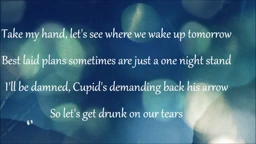 Take my hand, let's see where we wake up tomorrow
Best laid plans sometimes are just a one night stand
I'll be damned, Cupid's demanding back his arrow
So let's get drunk on our tears